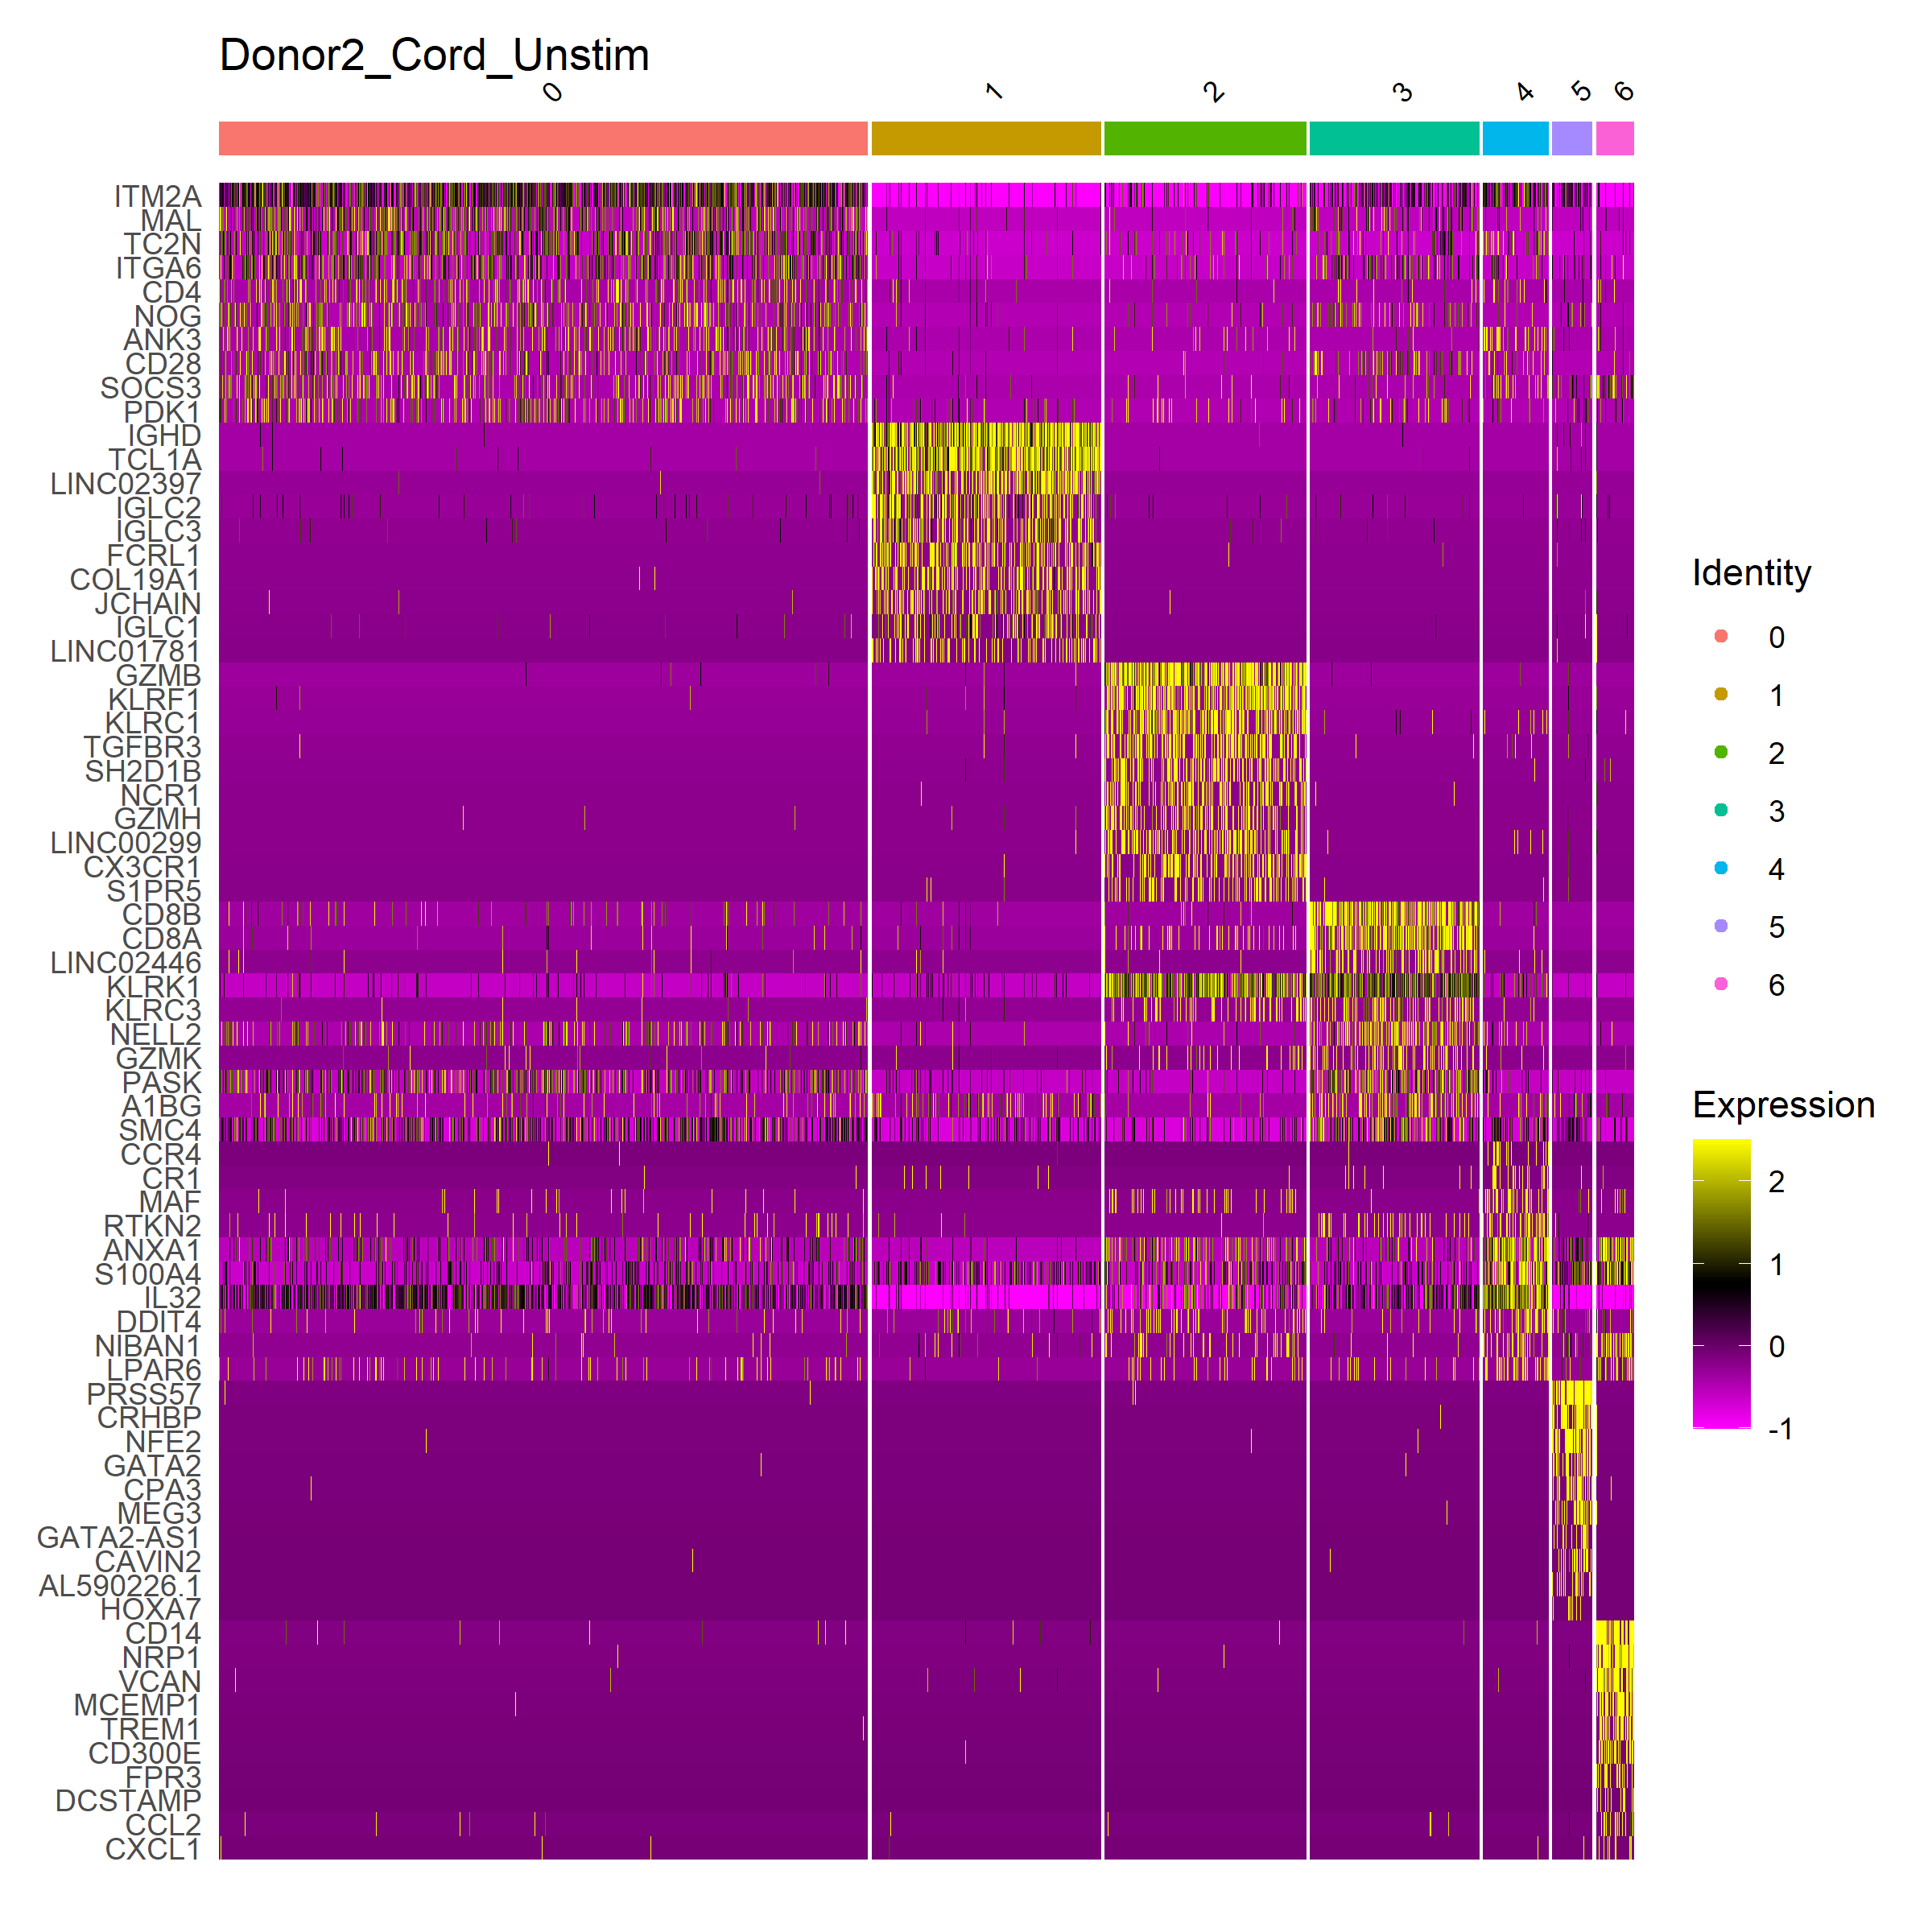 Donor2_Cord_Unstim
0 1 2 3 4 5 6
ITM2A
MAL
TC2N
ITGA6
CD4
NOG
ANK3
CD28
SOCS3
PDK1
IGHD
TCL1A
LINC02397
IGLC2
IGLC3
FCRL1
COL19A1
JCHAIN
IGLC1
LINC01781
GZMB
KLRF1
KLRC1
TGFBR3
SH2D1B
NCR1
GZMH
LINC00299
CX3CR1
S1PR5
CD8B
CD8A
LINC02446
KLRK1
KLRC3
NELL2
GZMK
PASK
A1BG
SMC4
CCR4
CR1
MAF
RTKN2
ANXA1
S100A4
IL32
DDIT4
NIBAN1
LPAR6
PRSS57
CRHBP
NFE2
GATA2
CPA3
MEG3
GATA2-AS1
CAVIN2
AL590226.1
HOXA7
CD14
NRP1
VCAN
MCEMP1
TREM1
CD300E
FPR3
DCSTAMP
CCL2
CXCL1
Identity
0
1
2
3
4
5
6
Expression
2
1
0
-1